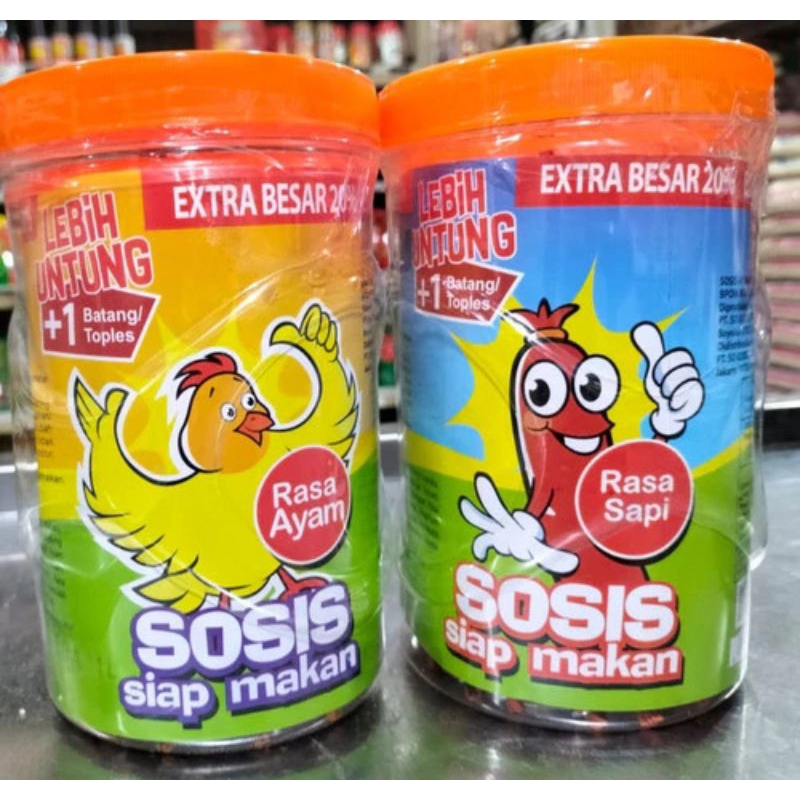 LEBiH
UNTUNG
+1 Batang/
Toples
EXTRA BESAR 20%
Rasa
Ayam
SOSIS
siap makan
LEBiH
UNTUNG
+1 Batang/
Toples
EXTRA BESAR 20%
Rasa
Sapi
SOSIS
siap makan